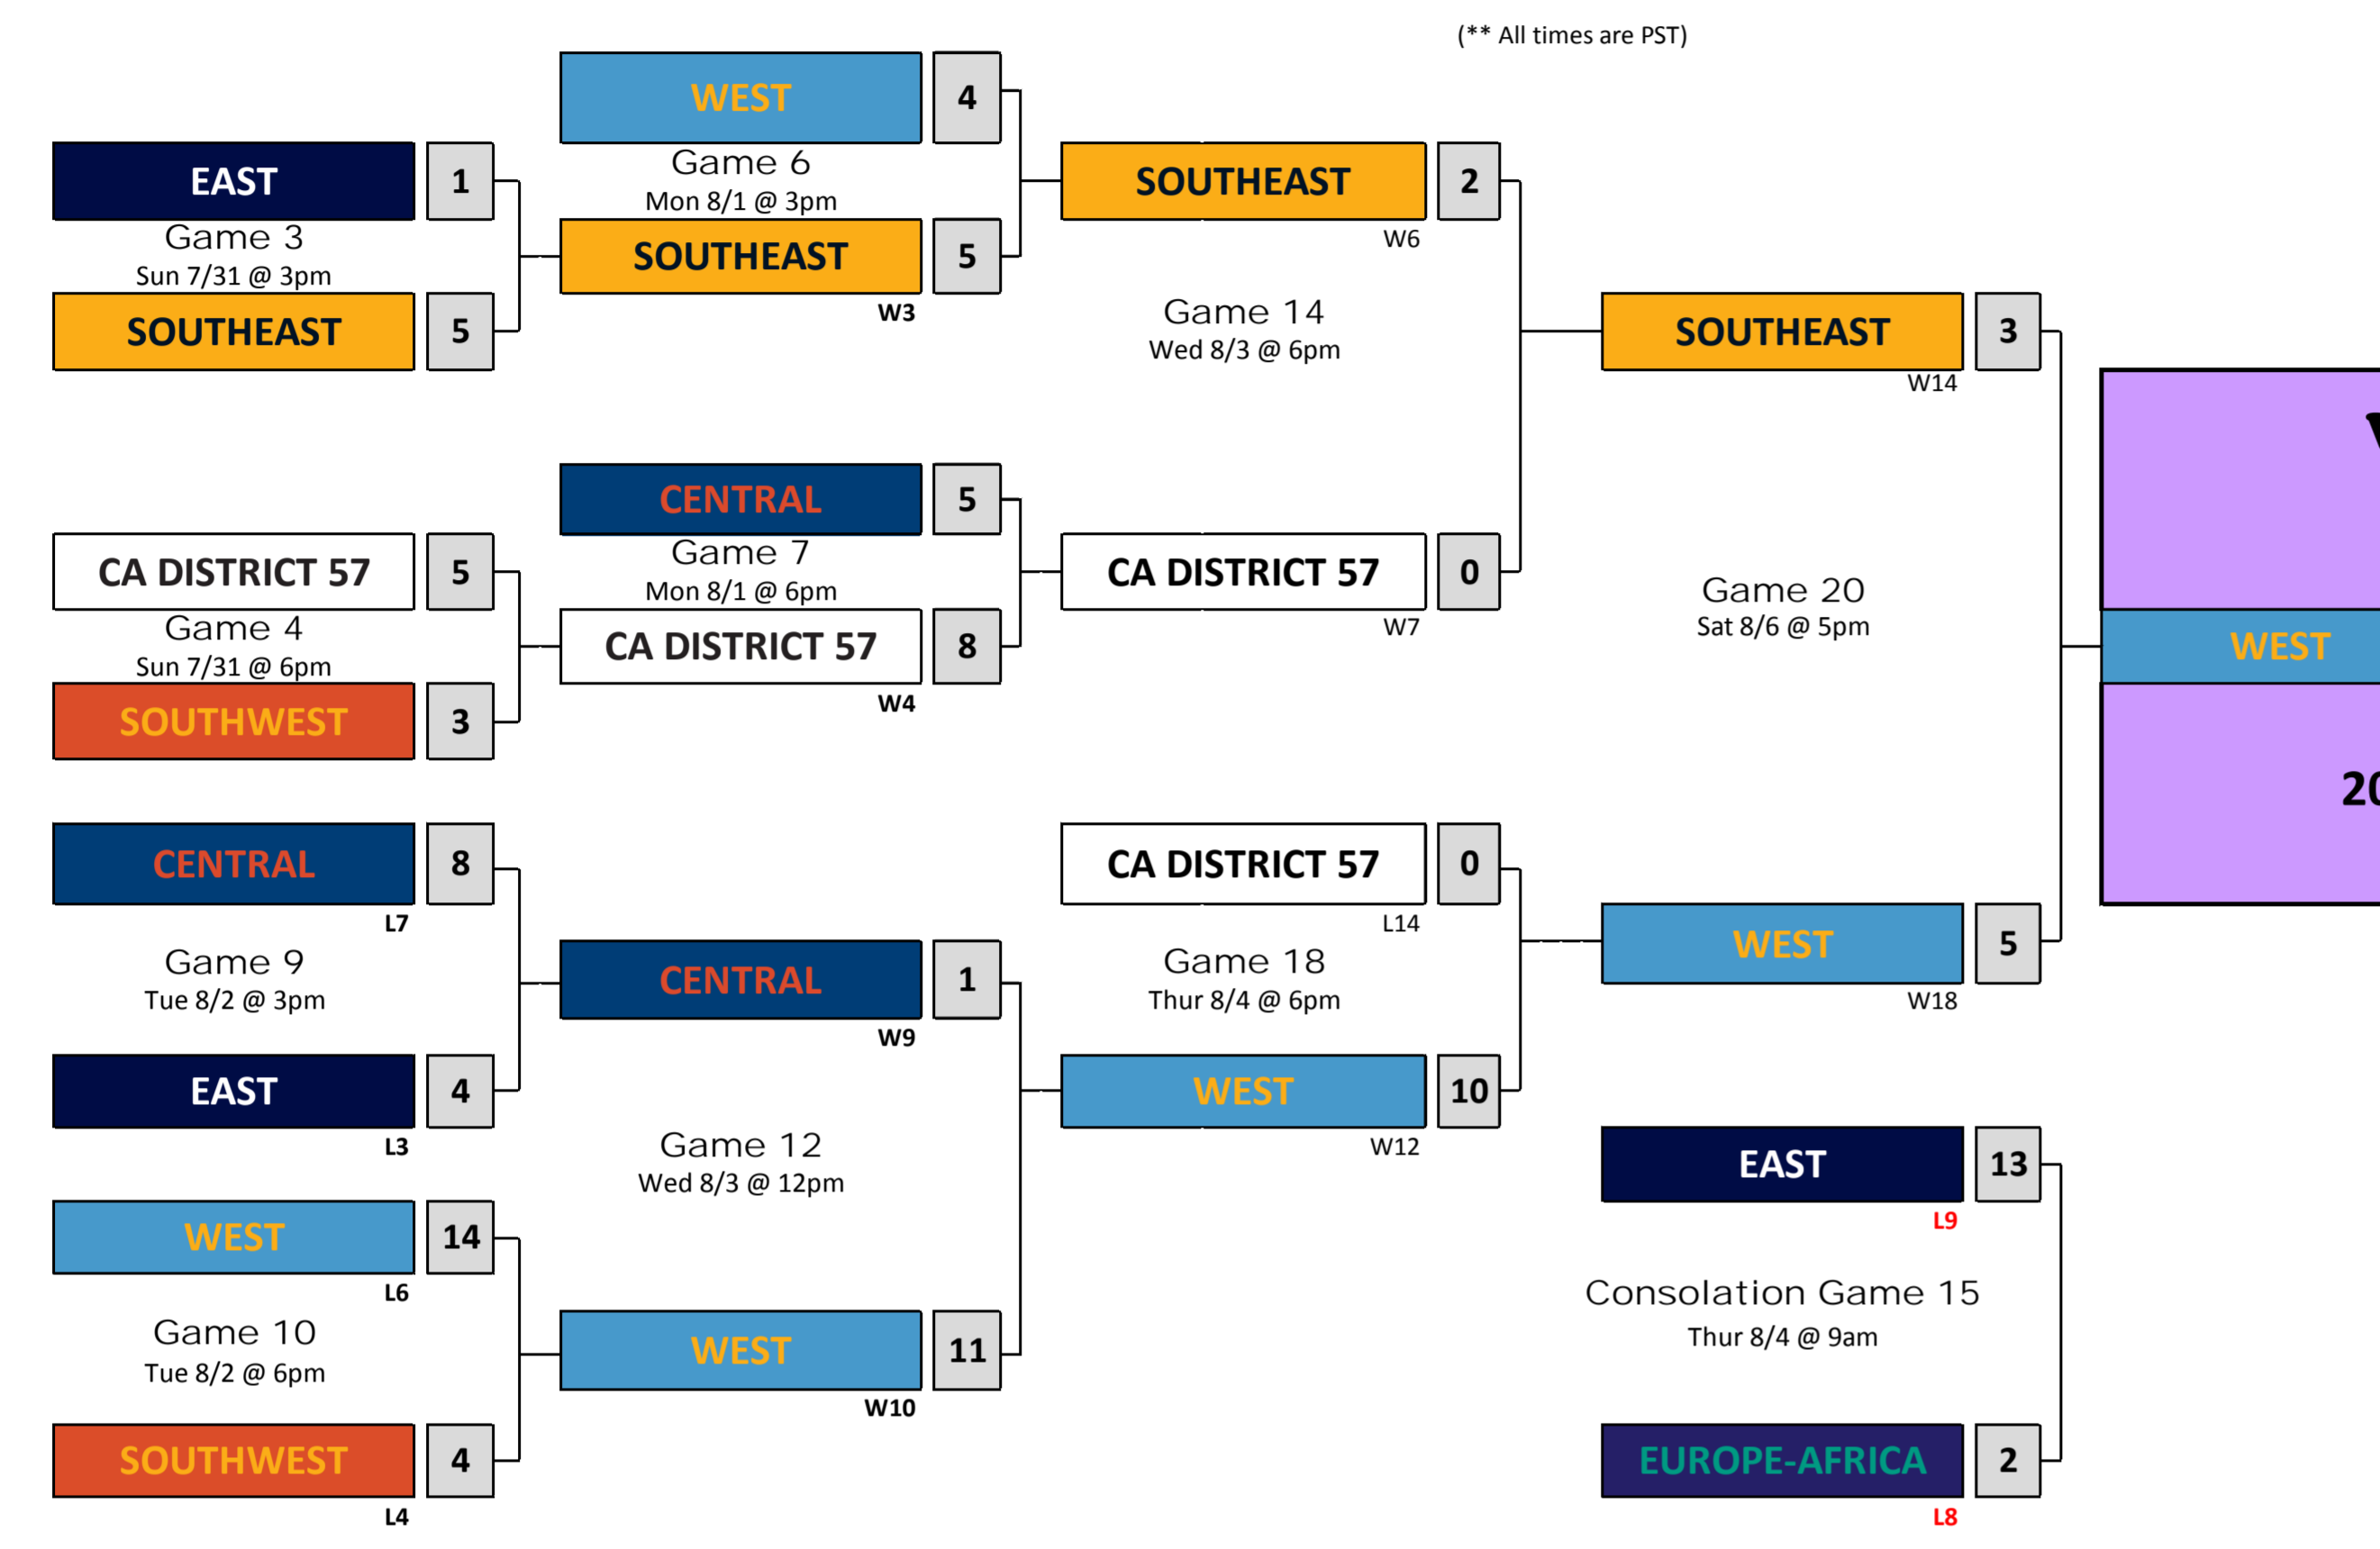 (** All times are PST)
WEST 4
Game 6
Mon 8/1 @ 3pm
SOUTHEAST 5
W3
EAST 1
Game 3
Sun 7/31 @ 3pm
SOUTHEAST 5
SOUTHEAST 2
W6
Game 14
Wed 8/3 @ 6pm
SOUTHEAST 3
W14
CENTRAL 5
Game 7
Mon 8/1 @ 6pm
CA DISTRICT 57 8
W4
CA DISTRICT 57 5
Game 4
Sun 7/31 @ 6pm
SOUTHWEST 3
CA DISTRICT 57 0
W7
Game 20
Sat 8/6 @ 5pm
WEST
20
CENTRAL 8
L7
Game 9
Tue 8/2 @ 3pm
EAST 4
L3
CENTRAL 1
W9
Game 12
Wed 8/3 @ 12pm
CA DISTRICT 57 0
L14
Game 18
Thur 8/4 @ 6pm
WEST 10
W12
WEST 5
W18
WEST 14
L6
Game 10
Tue 8/2 @ 6pm
SOUTHWEST 4
L4
WEST 11
W10
EAST 13
L9
Consolation Game 15
Thur 8/4 @ 9am
EUROPE-AFRICA 2
L8